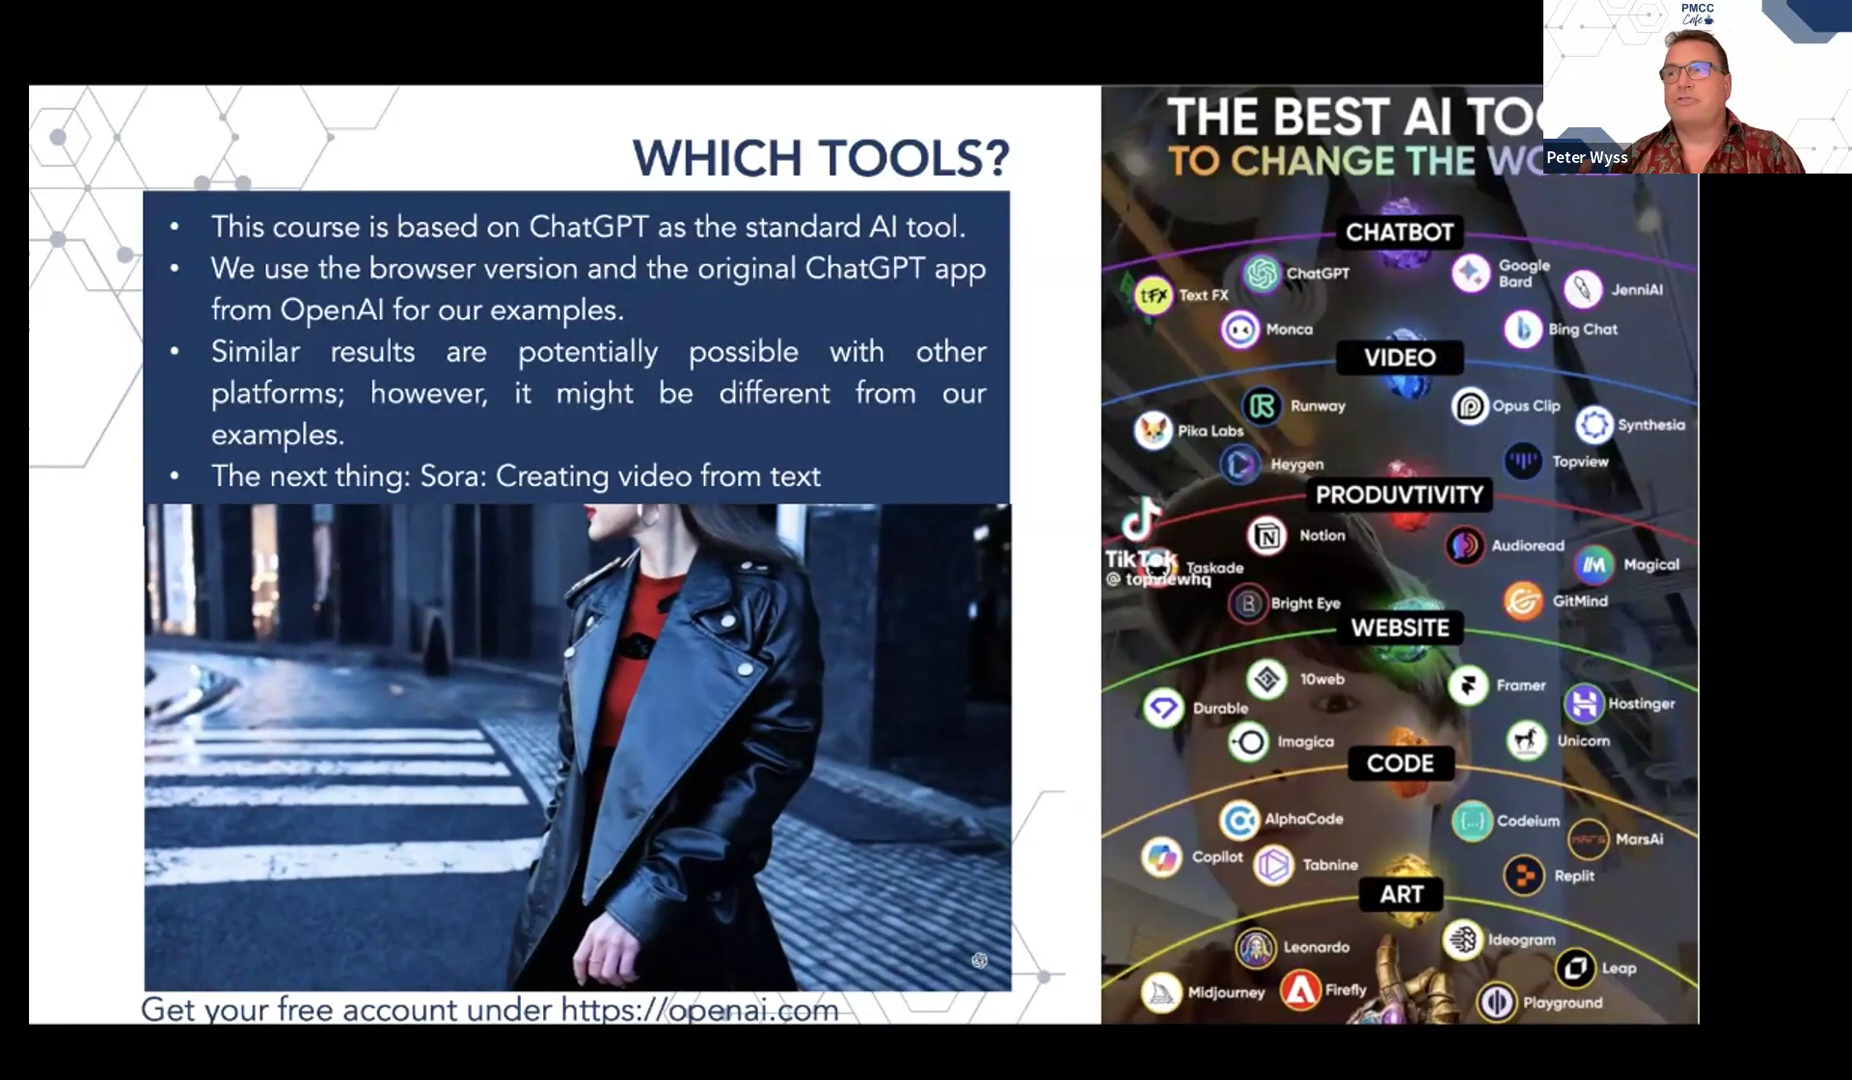 PMCC
Cafe
Peter Wyss
WHICH TOOLS?
• This course is based on ChatGPT as the standard AI tool.
• We use the browser version and the original ChatGPT app
from OpenAI for our examples.
• Similar results are potentially possible with other
platforms; however, it might be different from our
examples.
• The next thing: Sora: Creating video from text
Get your free account under https://openai.com
THE BEST AI TOO
TO CHANGE THE WO
CHATBOT
tFX Text FX
ChatGPT
Monca
Google
Bard
JenniAI
Bing Chat
VIDEO
Pika Labs
Runway
Heygen
Opus Clip
Synthesia
Topview
PRODUVTIVITY
TikTok
@topviewhq
Taskade
Notion
Bright Eye
Audioread
Magical
GitMind
WEBSITE
Durable
10web
Imagica
Framer
Hostinger
Unicorn
CODE
AlphaCode
Copilot
Tabnine
Codeium
MarsAi
Replit
ART
Leonardo
Midjourney
Firefly
Ideogram
Leap
Playground